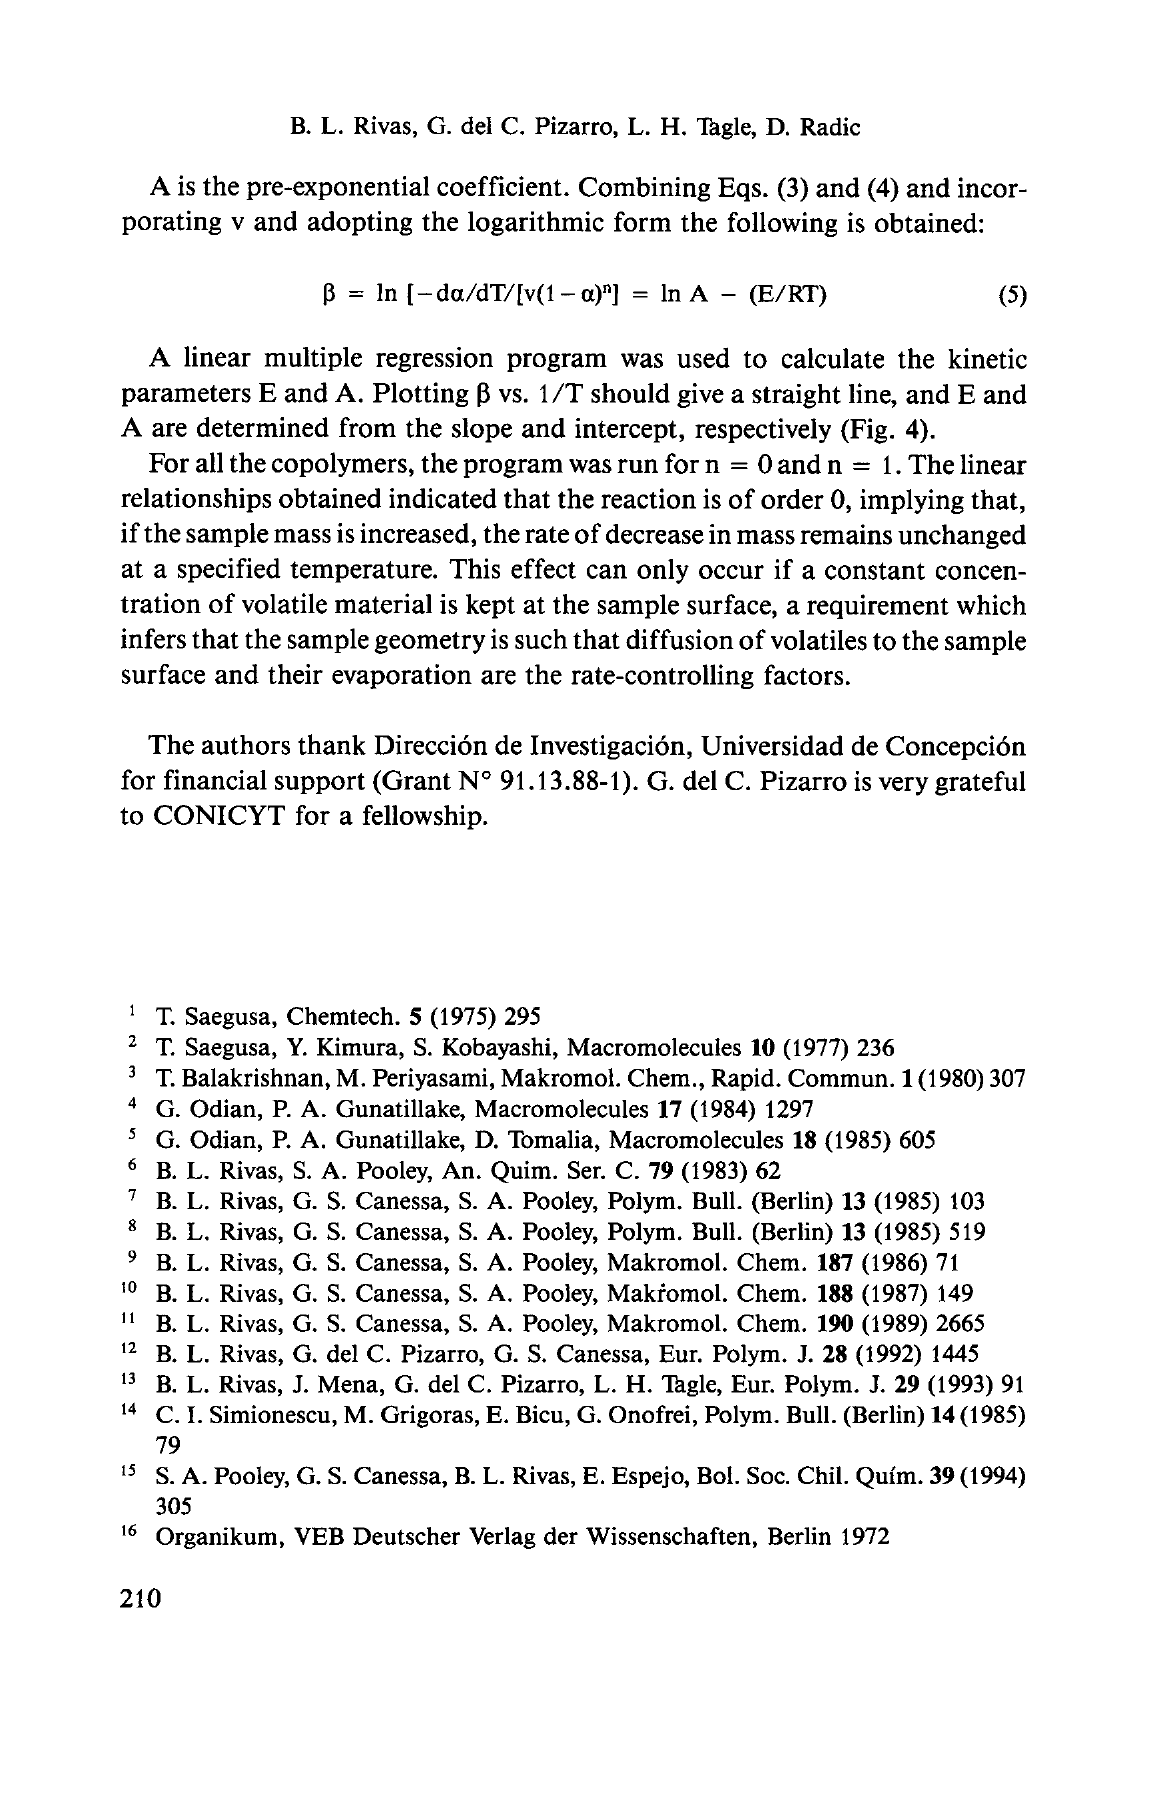 B. L. Rivas, G. del C. Pizarro, L. H. Tagle, D. Radic
A is the pre-exponential coefficient. Combining Eqs. (3) and (4) and incor-
porating v and adopting the logarithmic form the following is obtained:
β = ln [−dα/dT/[v(1 − α)ⁿ] = ln A − (E/RT) (5)
A linear multiple regression program was used to calculate the kinetic
parameters E and A. Plotting β vs. 1/T should give a straight line, and E and
A are determined from the slope and intercept, respectively (Fig. 4).
For all the copolymers, the program was run for n = 0 and n = 1. The linear
relationships obtained indicated that the reaction is of order 0, implying that,
if the sample mass is increased, the rate of decrease in mass remains unchanged
at a specified temperature. This effect can only occur if a constant concen-
tration of volatile material is kept at the sample surface, a requirement which
infers that the sample geometry is such that diffusion of volatiles to the sample
surface and their evaporation are the rate-controlling factors.
The authors thank Dirección de Investigación, Universidad de Concepción
for financial support (Grant N° 91.13.88-1). G. del C. Pizarro is very grateful
to CONICYT for a fellowship.
1 T. Saegusa, Chemtech. 5 (1975) 295
2 T. Saegusa, Y. Kimura, S. Kobayashi, Macromolecules 10 (1977) 236
3 T. Balakrishnan, M. Periyasami, Makromol. Chem., Rapid. Commun. 1 (1980) 307
4 G. Odian, P. A. Gunatillake, Macromolecules 17 (1984) 1297
5 G. Odian, P. A. Gunatillake, D. Tomalia, Macromolecules 18 (1985) 605
6 B. L. Rivas, S. A. Pooley, An. Quim. Ser. C. 79 (1983) 62
7 B. L. Rivas, G. S. Canessa, S. A. Pooley, Polym. Bull. (Berlin) 13 (1985) 103
8 B. L. Rivas, G. S. Canessa, S. A. Pooley, Polym. Bull. (Berlin) 13 (1985) 519
9 B. L. Rivas, G. S. Canessa, S. A. Pooley, Makromol. Chem. 187 (1986) 71
10 B. L. Rivas, G. S. Canessa, S. A. Pooley, Makromol. Chem. 188 (1987) 149
11 B. L. Rivas, G. S. Canessa, S. A. Pooley, Makromol. Chem. 190 (1989) 2665
12 B. L. Rivas, G. del C. Pizarro, G. S. Canessa, Eur. Polym. J. 28 (1992) 1445
13 B. L. Rivas, J. Mena, G. del C. Pizarro, L. H. Tagle, Eur. Polym. J. 29 (1993) 91
14 C. I. Simionescu, M. Grigoras, E. Bicu, G. Onofrei, Polym. Bull. (Berlin) 14 (1985)
79
15 S. A. Pooley, G. S. Canessa, B. L. Rivas, E. Espejo, Bol. Soc. Chil. Quím. 39 (1994)
305
16 Organikum, VEB Deutscher Verlag der Wissenschaften, Berlin 1972
210